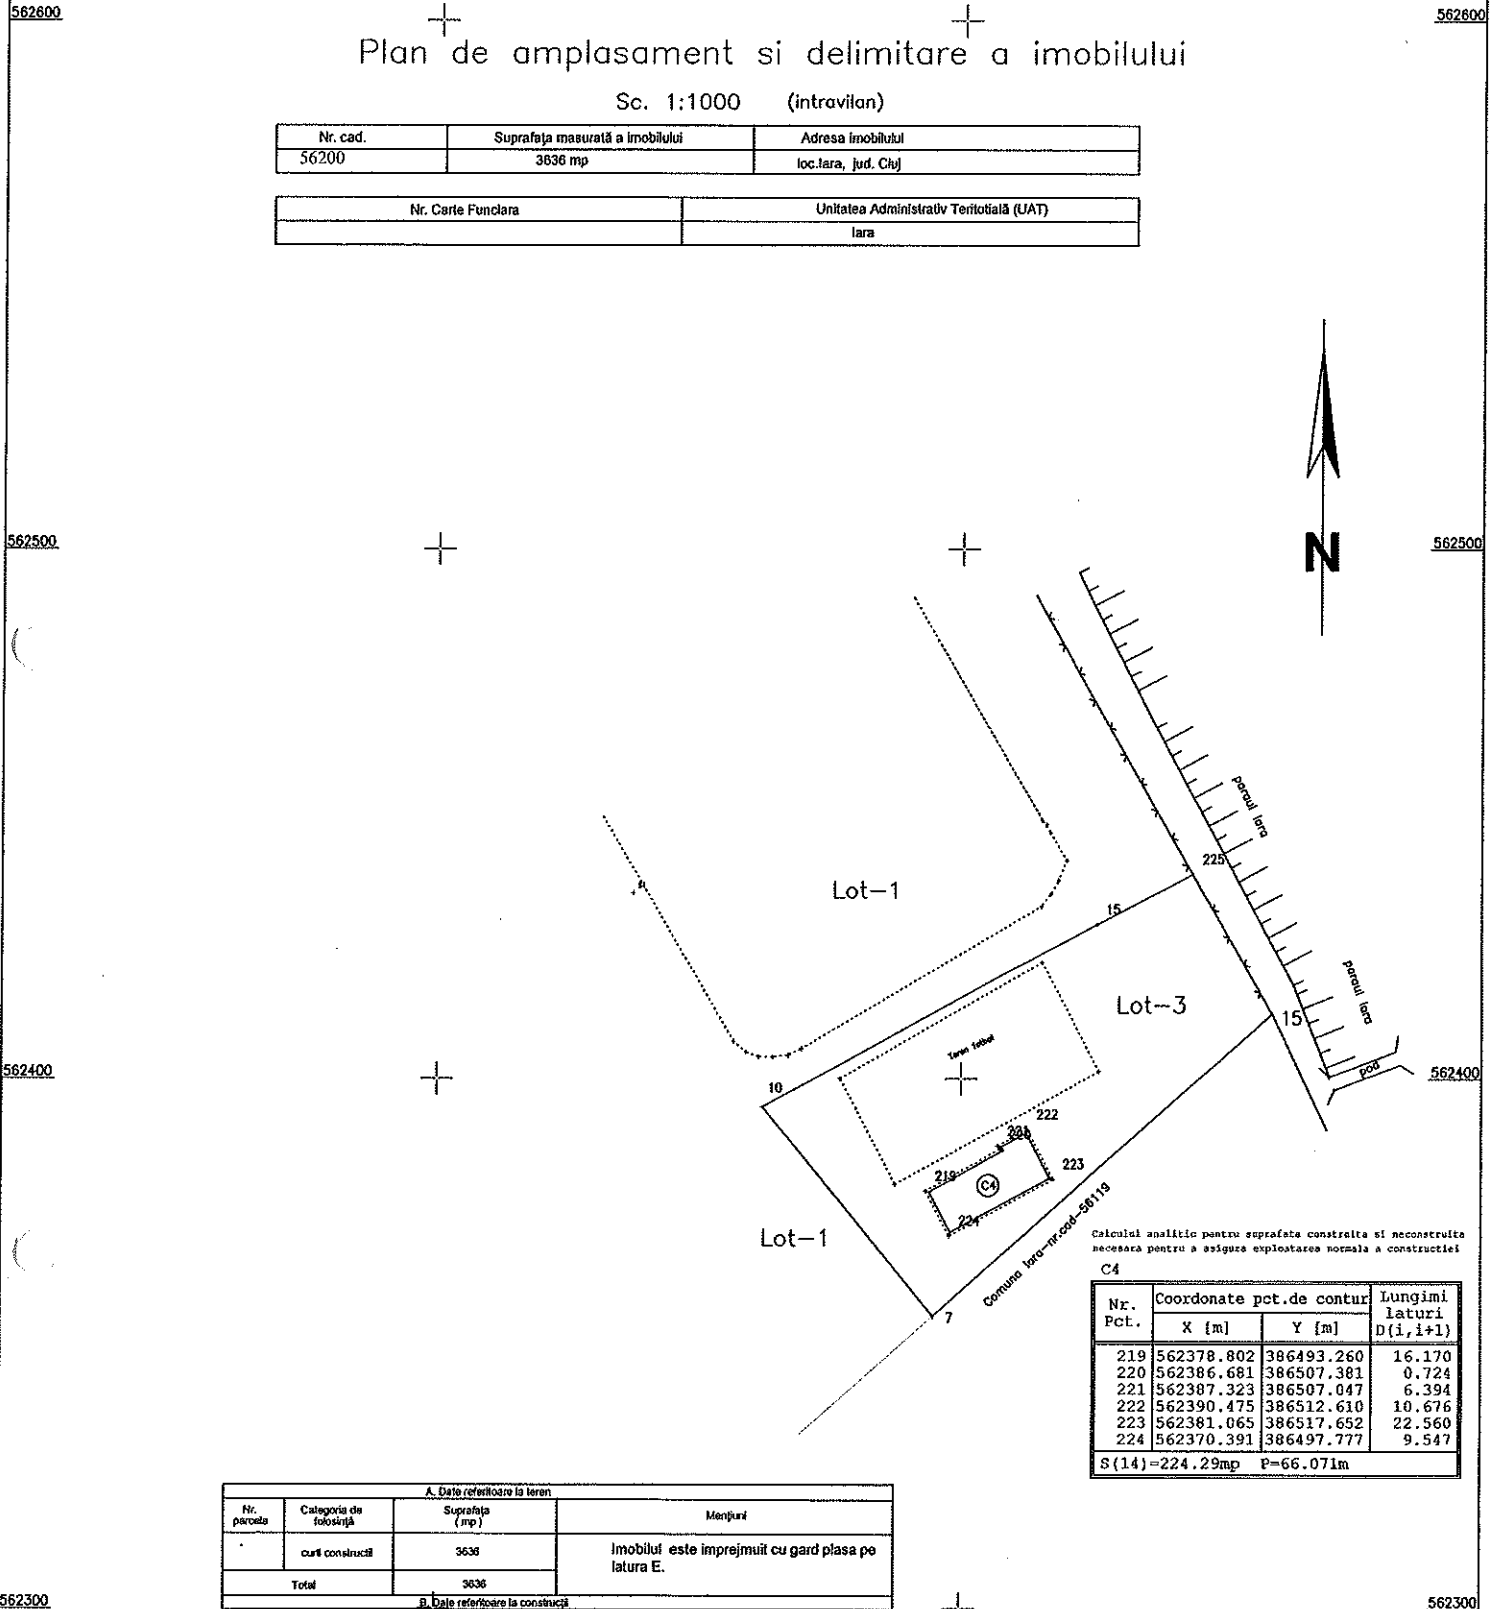 562600
562600
Plan de amplasament si delimitare a imobilului
Sc. 1:1000 (intravilan)
Nr. cad. Suprafața masurată a imobilului Adresa imobilului
56200 3636 mp loc.Iara, jud. Cluj
Nr. Carte Funciara Unitatea Administrativ Teritotială (UAT)
Iara
562500
562500
N
paraul Iara
225
Lot-1
15
paraul Iara
Lot-3
15
Teren fotbal
562400
562400
pod
10
222
221
220
223
219
C4
224
Lot-1
Comuna Iara-nr.cad-56119
7
Calculul analitic pentru suprafata construita si neconstruita
necesara pentru a asigura exploatarea normala a constructiei
C4
Nr. Pct. Coordonate pct.de contur Lungimi laturi D(i,i+1)
X [m] Y [m]
219 562378.802 386493.260 16.170
220 562386.681 386507.381 0.724
221 562387.323 386507.047 6.394
222 562390.475 386512.610 10.676
223 562381.065 386517.652 22.560
224 562370.391 386497.777 9.547
S(14)=224.29mp P=66.071m
A. Date referitoare la teren
Nr. parcela Categoria de folosință Suprafața (mp) Mențiuni
curti constructii 3636 Imobilul este imprejmuit cu gard plasa pe
latura E.
Total 3636
B. Date referitoare la construcții
562300
562300